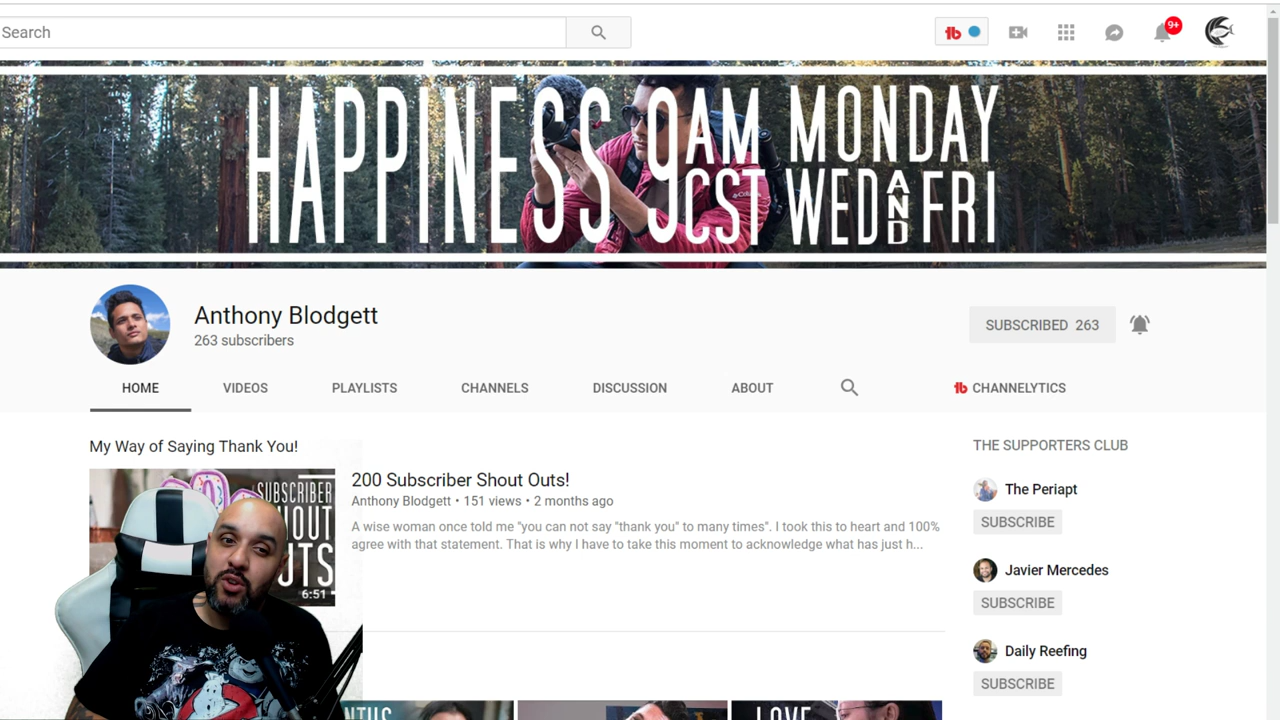 Search
9+
HAPPINESS 9AM CST MONDAY WED AND FRI
Anthony Blodgett
263 subscribers
SUBSCRIBED 263
HOME VIDEOS PLAYLISTS CHANNELS DISCUSSION ABOUT CHANNELYTICS
My Way of Saying Thank You!
THE SUPPORTERS CLUB
SUBSCRIBER
6:51
200 Subscriber Shout Outs!
Anthony Blodgett • 151 views • 2 months ago
A wise woman once told me "you can not say "thank you" to many times". I took this to heart and 100%
agree with that statement. That is why I have to take this moment to acknowledge what has just h...
The Periapt
SUBSCRIBE
Javier Mercedes
SUBSCRIBE
Daily Reefing
SUBSCRIBE
LOVE